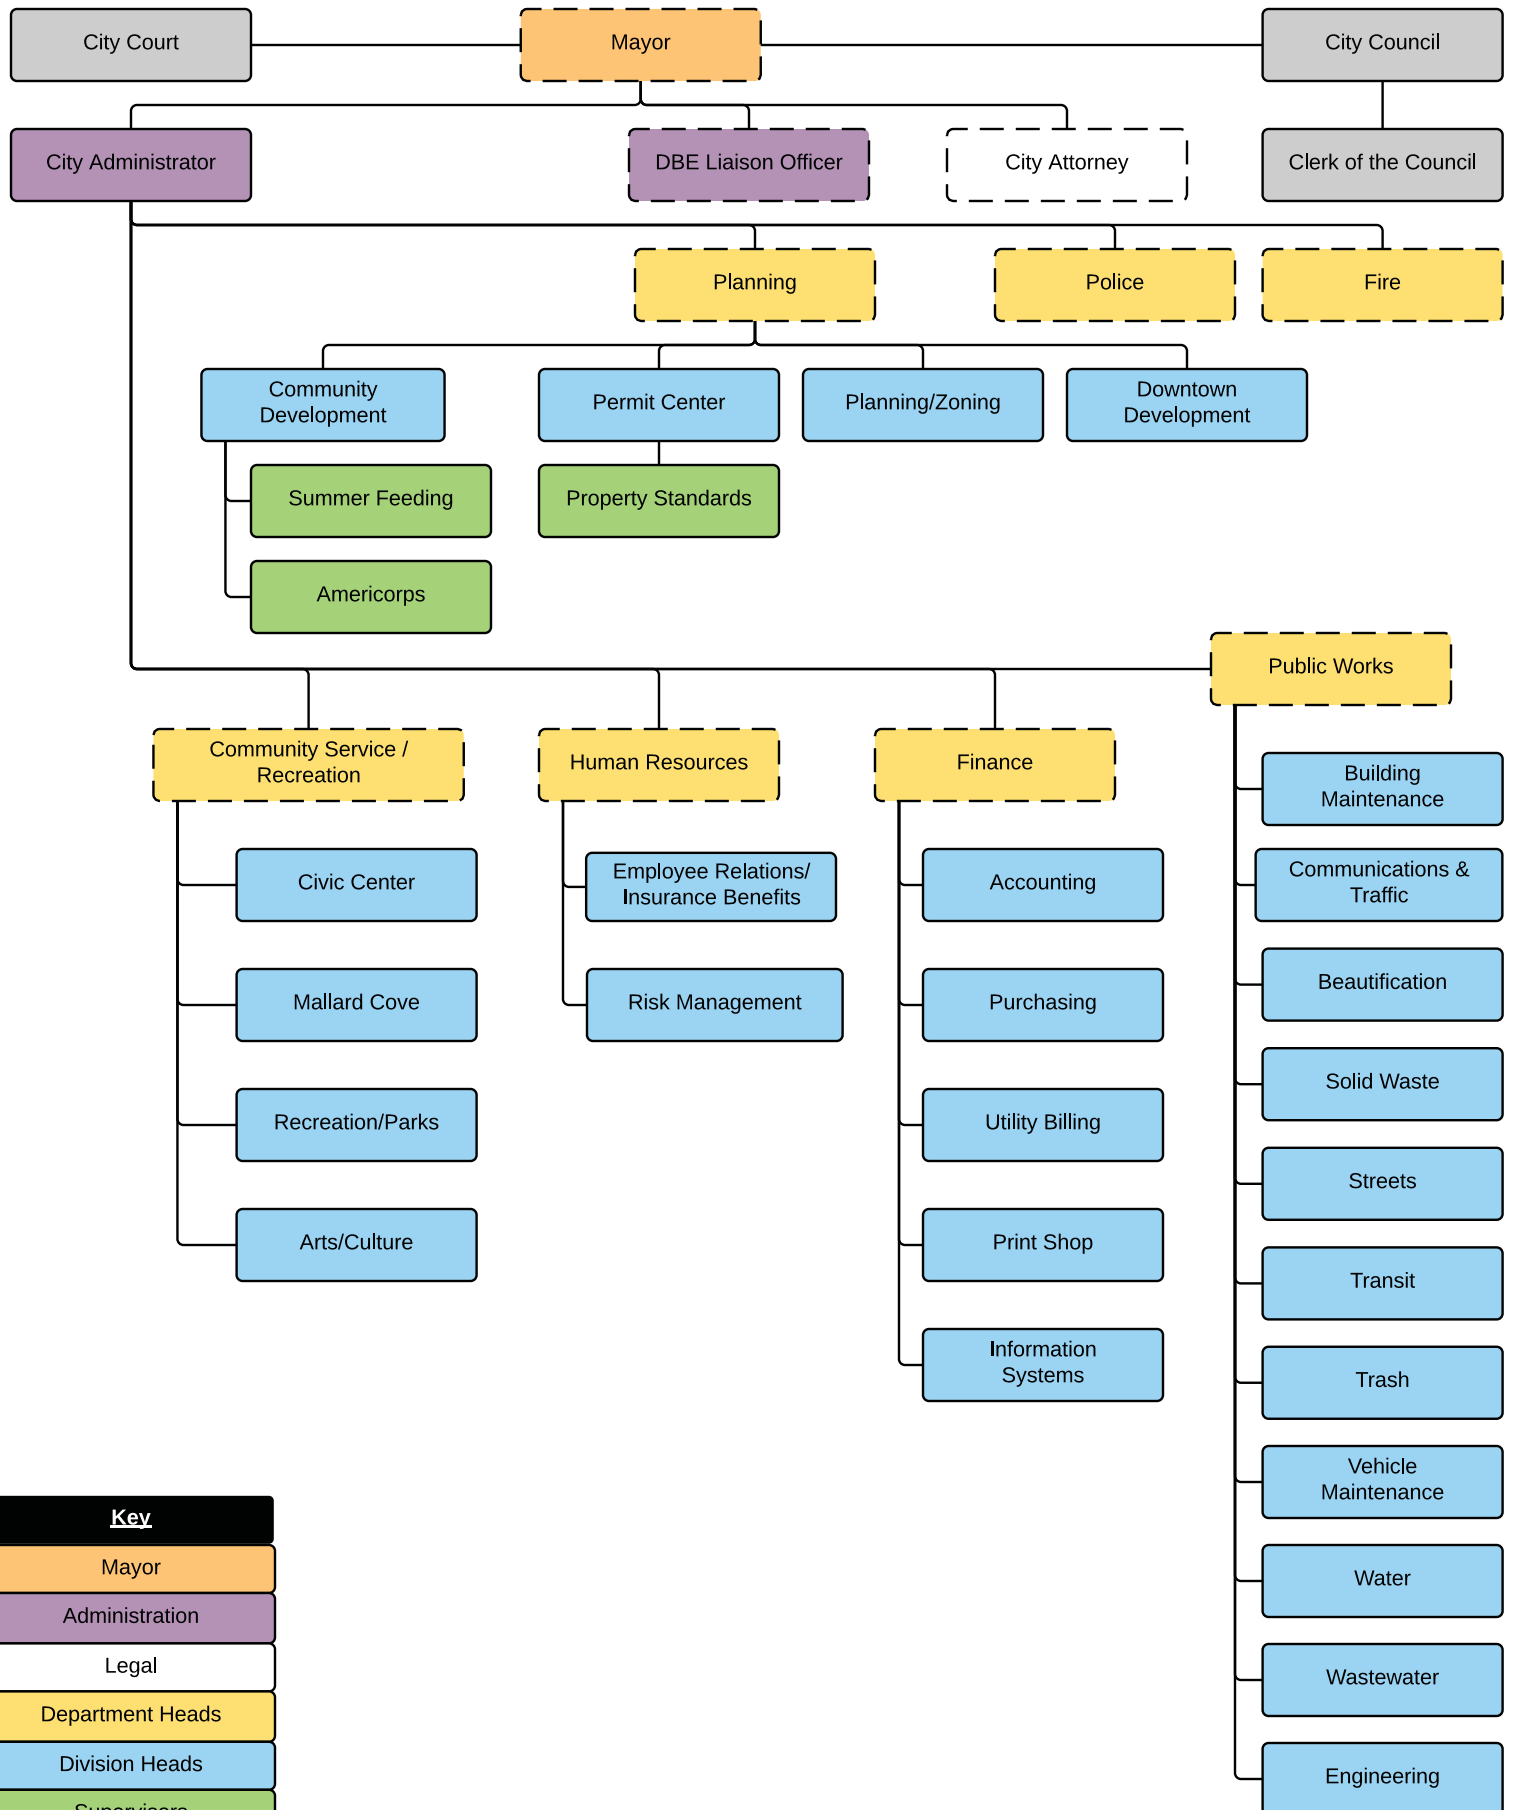 City Court
Mayor
City Council
City Administrator
DBE Liaison Officer
City Attorney
Clerk of the Council
Planning
Police
Fire
Community
Development
Permit Center
Planning/Zoning
Downtown
Development
Summer Feeding
Property Standards
Americorps
Public Works
Community Service /
Recreation
Human Resources
Finance
Building
Maintenance
Civic Center
Employee Relations/
Insurance Benefits
Accounting
Communications &
Traffic
Mallard Cove
Risk Management
Purchasing
Beautification
Solid Waste
Recreation/Parks
Utility Billing
Streets
Arts/Culture
Print Shop
Transit
Information
Systems
Trash
Vehicle
Maintenance
Water
Wastewater
Engineering
Key
Mayor
Administration
Legal
Department Heads
Division Heads
Supervisors